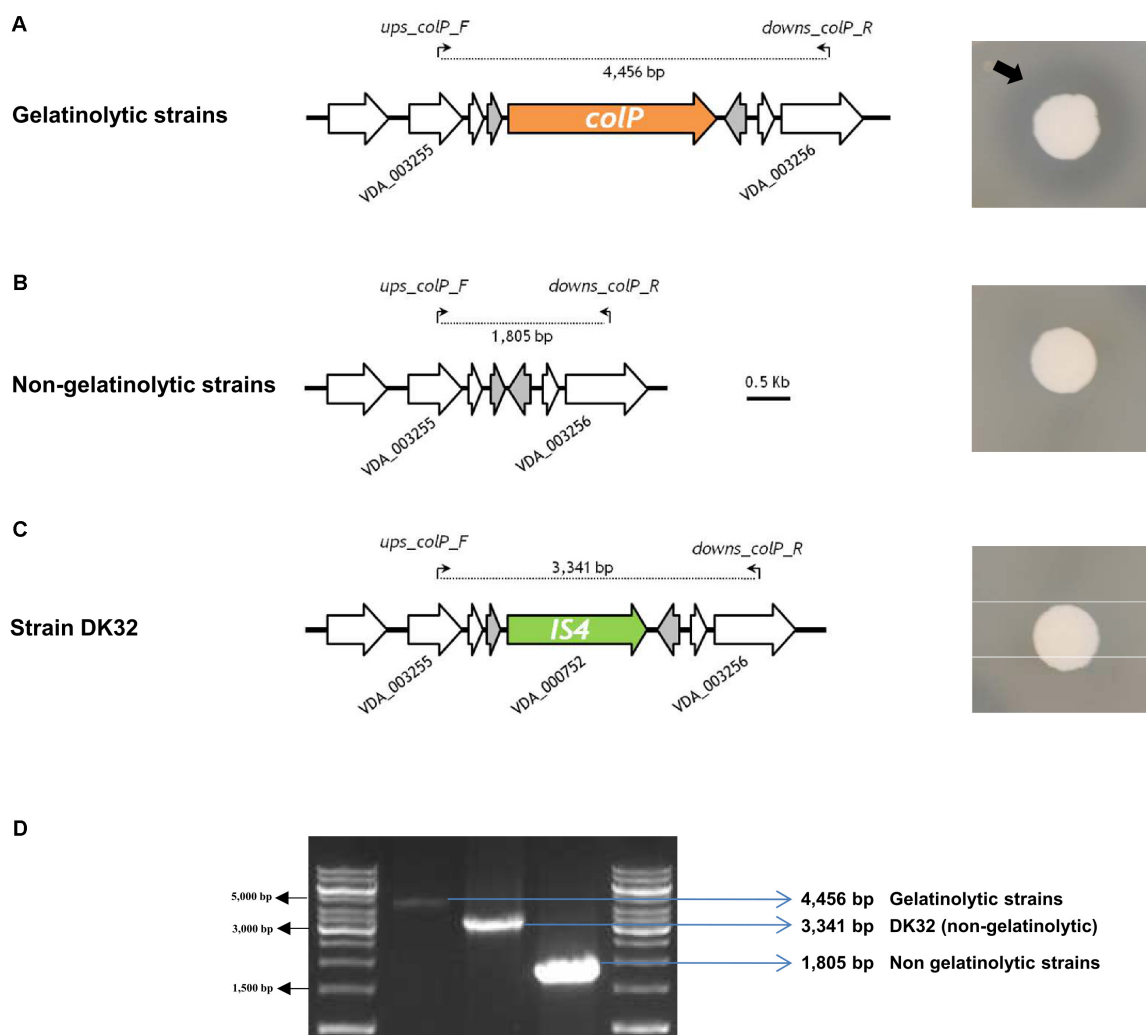 A
ups_colP_F
downs_colP_R
4,456 bp
Gelatinolytic strains
colP
VDA_003255
VDA_003256
B
ups_colP_F
downs_colP_R
1,805 bp
Non-gelatinolytic strains
0.5 Kb
VDA_003255
VDA_003256
C
ups_colP_F
downs_colP_R
3,341 bp
Strain DK32
IS4
VDA_003255
VDA_000752
VDA_003256
D
5,000 bp
4,456 bp Gelatinolytic strains
3,000 bp
3,341 bp DK32 (non-gelatinolytic)
1,805 bp Non gelatinolytic strains
1,500 bp